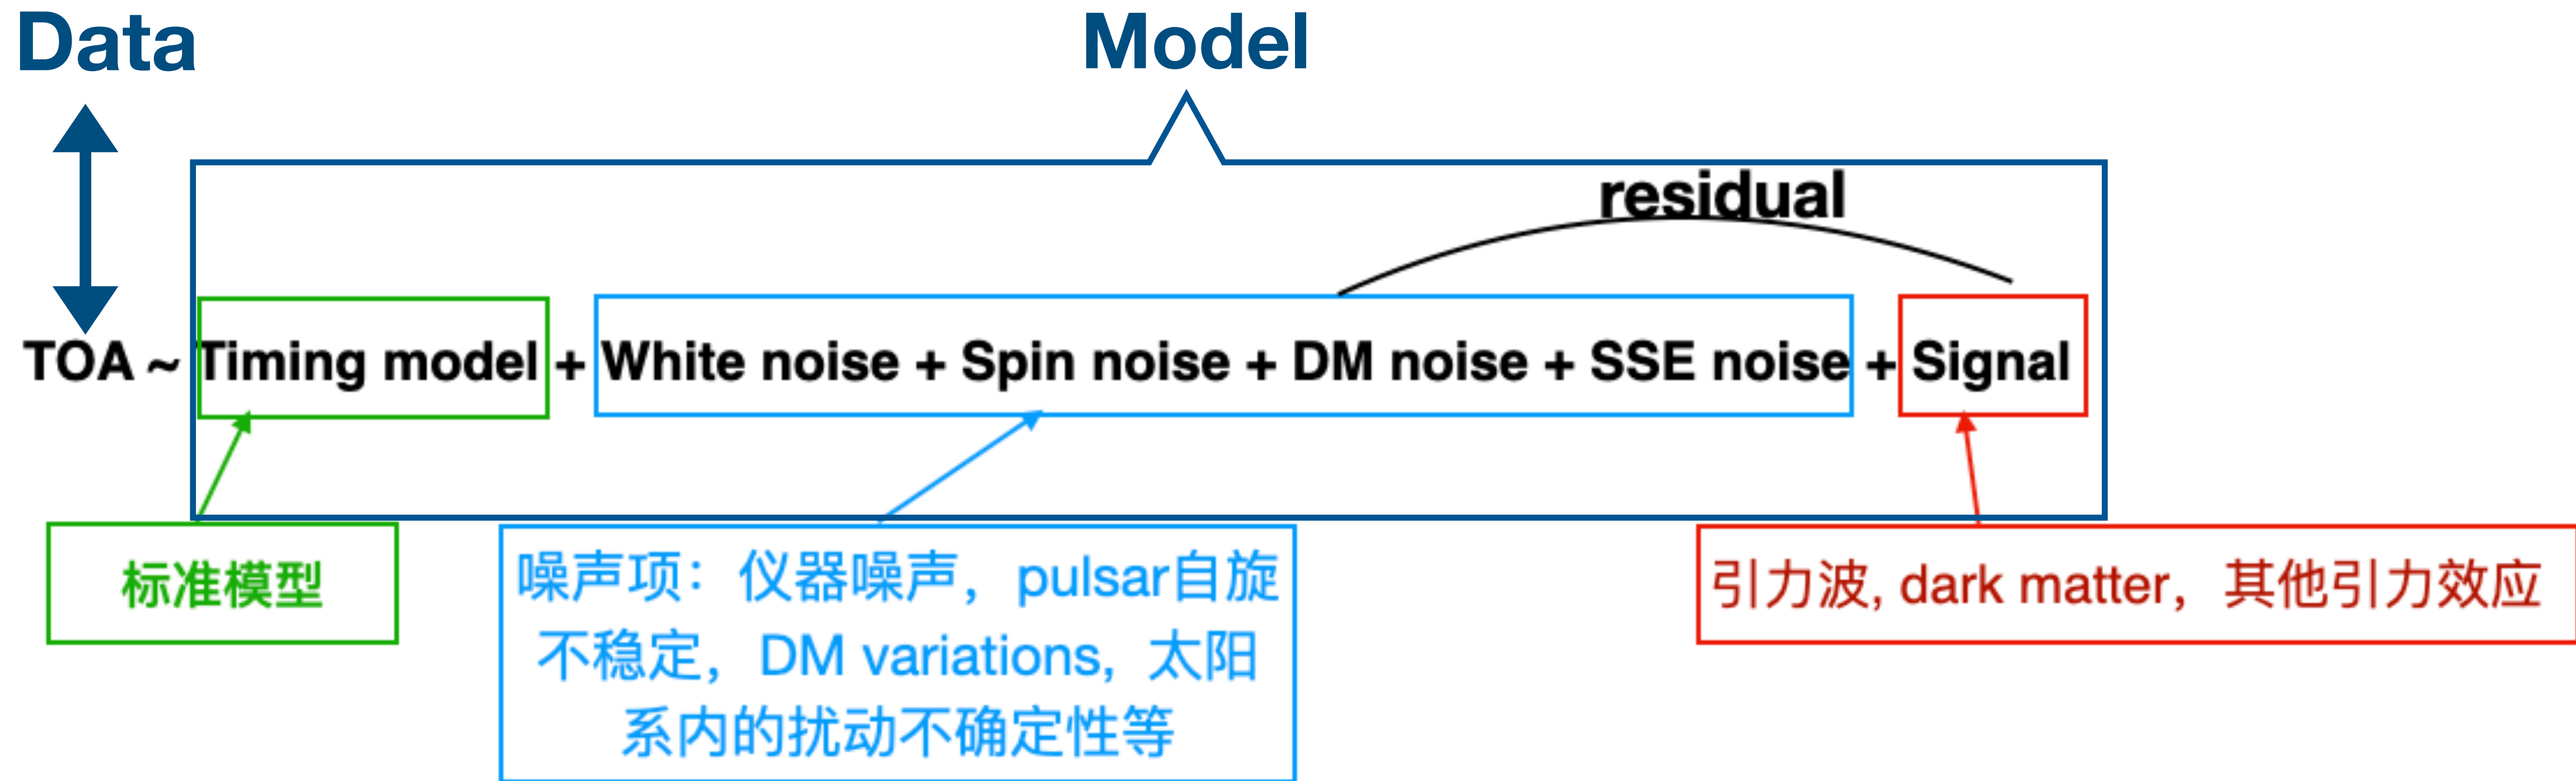 Data
Model
residual
TOA ~ Timing model + White noise + Spin noise + DM noise + SSE noise + Signal
标准模型
噪声项：仪器噪声，pulsar自旋
不稳定，DM variations, 太阳
系内的扰动不确定性等
引力波, dark matter，其他引力效应